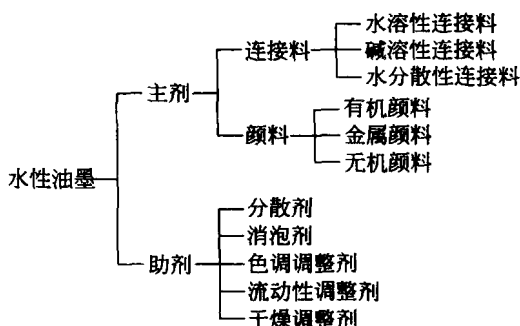 水溶性连接料
连接料
碱溶性连接料
水分散性连接料
主剂
有机颜料
颜料
金属颜料
无机颜料
水性油墨
分散剂
消泡剂
助剂
色调调整剂
流动性调整剂
干燥调整剂